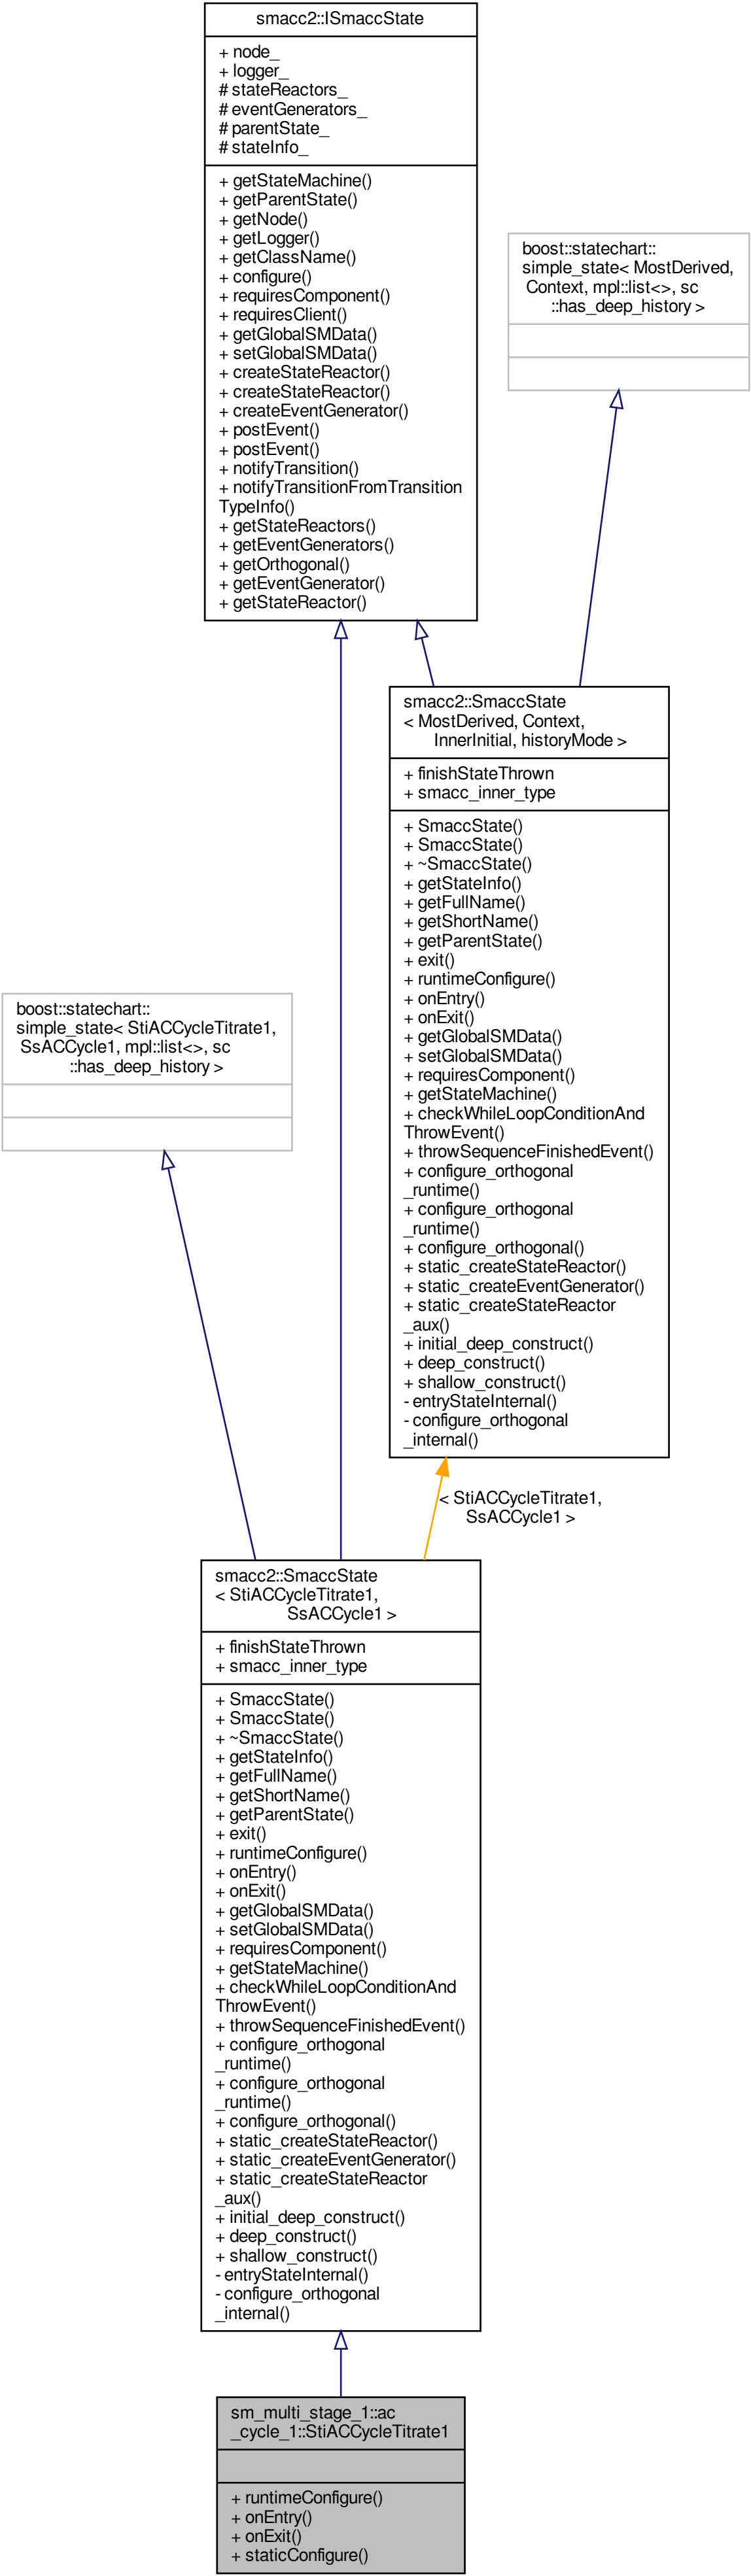 smacc2::ISmaccState
+ node_
+ logger_
# stateReactors_
# eventGenerators_
# parentState_
# stateInfo_
+ getStateMachine()
+ getParentState()
+ getNode()
+ getLogger()
+ getClassName()
+ configure()
+ requiresComponent()
+ requiresClient()
+ getGlobalSMData()
+ setGlobalSMData()
+ createStateReactor()
+ createStateReactor()
+ createEventGenerator()
+ postEvent()
+ postEvent()
+ notifyTransition()
+ notifyTransitionFromTransition
TypeInfo()
+ getStateReactors()
+ getEventGenerators()
+ getOrthogonal()
+ getEventGenerator()
+ getStateReactor()
boost::statechart::
simple_state< MostDerived,
Context, mpl::list<>, sc
::has_deep_history >
smacc2::SmaccState
< MostDerived, Context,
InnerInitial, historyMode >
+ finishStateThrown
+ smacc_inner_type
+ SmaccState()
+ SmaccState()
+ ~SmaccState()
+ getStateInfo()
+ getFullName()
+ getShortName()
+ getParentState()
+ exit()
+ runtimeConfigure()
+ onEntry()
+ onExit()
+ getGlobalSMData()
+ setGlobalSMData()
+ requiresComponent()
+ getStateMachine()
+ checkWhileLoopConditionAnd
ThrowEvent()
+ throwSequenceFinishedEvent()
+ configure_orthogonal
_runtime()
+ configure_orthogonal
_runtime()
+ configure_orthogonal()
+ static_createStateReactor()
+ static_createEventGenerator()
+ static_createStateReactor
_aux()
+ initial_deep_construct()
+ deep_construct()
+ shallow_construct()
- entryStateInternal()
- configure_orthogonal
_internal()
boost::statechart::
simple_state< StiACCycleTitrate1,
SsACCycle1, mpl::list<>, sc
::has_deep_history >
< StiACCycleTitrate1,
SsACCycle1 >
smacc2::SmaccState
< StiACCycleTitrate1,
SsACCycle1 >
+ finishStateThrown
+ smacc_inner_type
+ SmaccState()
+ SmaccState()
+ ~SmaccState()
+ getStateInfo()
+ getFullName()
+ getShortName()
+ getParentState()
+ exit()
+ runtimeConfigure()
+ onEntry()
+ onExit()
+ getGlobalSMData()
+ setGlobalSMData()
+ requiresComponent()
+ getStateMachine()
+ checkWhileLoopConditionAnd
ThrowEvent()
+ throwSequenceFinishedEvent()
+ configure_orthogonal
_runtime()
+ configure_orthogonal
_runtime()
+ configure_orthogonal()
+ static_createStateReactor()
+ static_createEventGenerator()
+ static_createStateReactor
_aux()
+ initial_deep_construct()
+ deep_construct()
+ shallow_construct()
- entryStateInternal()
- configure_orthogonal
_internal()
sm_multi_stage_1::ac
_cycle_1::StiACCycleTitrate1
+ runtimeConfigure()
+ onEntry()
+ onExit()
+ staticConfigure()